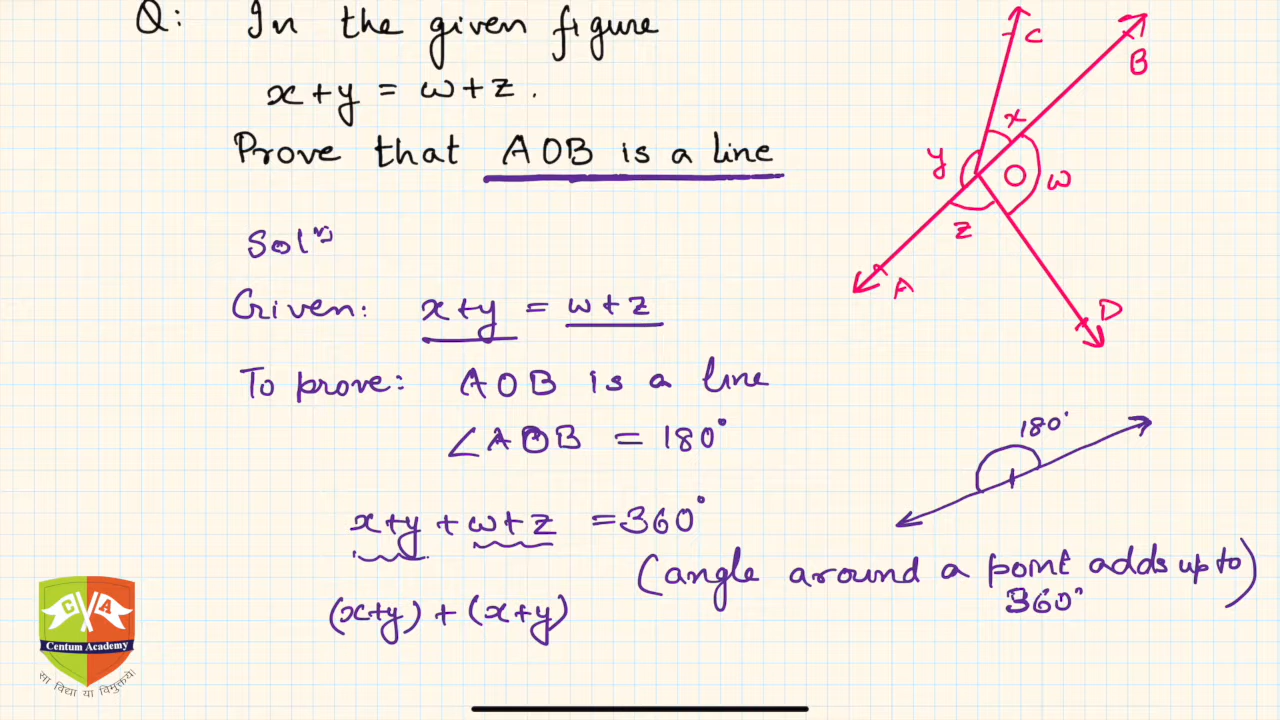 Q: In the given figure
x+y = w+z.
Prove that AOB is a line
Solⁿ
Given: x+y = w+z
To prove: AOB is a line
∠AOB = 180°
x+y + w+z = 360°
(angle around a point adds up to 360°)
(x+y) + (x+y)
C
B
x
y
O
w
z
A
D
180°
C A
Centum Academy
सा विद्या या विमुक्तये।